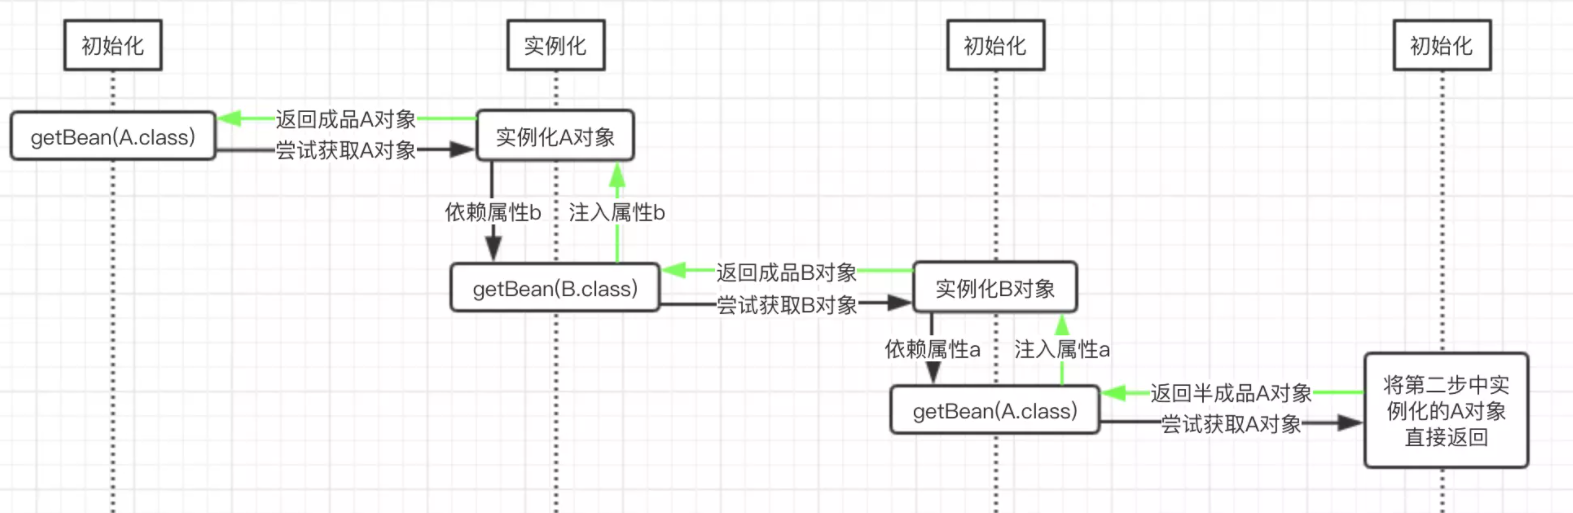 初始化
实例化
初始化
初始化
getBean(A.class)
返回成品A对象
尝试获取A对象
实例化A对象
依赖属性b
注入属性b
getBean(B.class)
返回成品B对象
尝试获取B对象
实例化B对象
依赖属性a
注入属性a
getBean(A.class)
返回半成品A对象
尝试获取A对象
将第二步中实
例化的A对象
直接返回